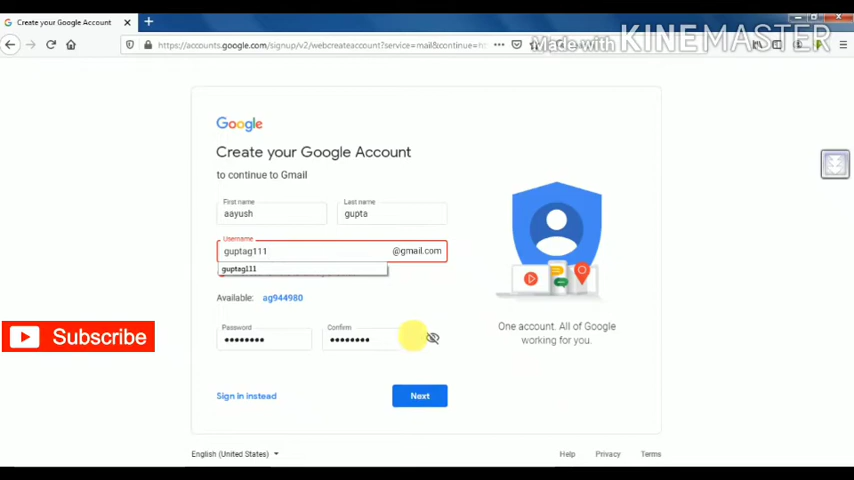 Create your Google Account
https://accounts.google.com/signup/v2/webcreateaccount?service=mail&continue=h
Made with KINEMASTER
Google
Create your Google Account
to continue to Gmail
First name
aayush
Last name
gupta
Username
guptag111
@gmail.com
guptag111
Available: ag944980
Password
Confirm
Subscribe
One account. All of Google
working for you.
Sign in instead
Next
English (United States)
Help Privacy Terms